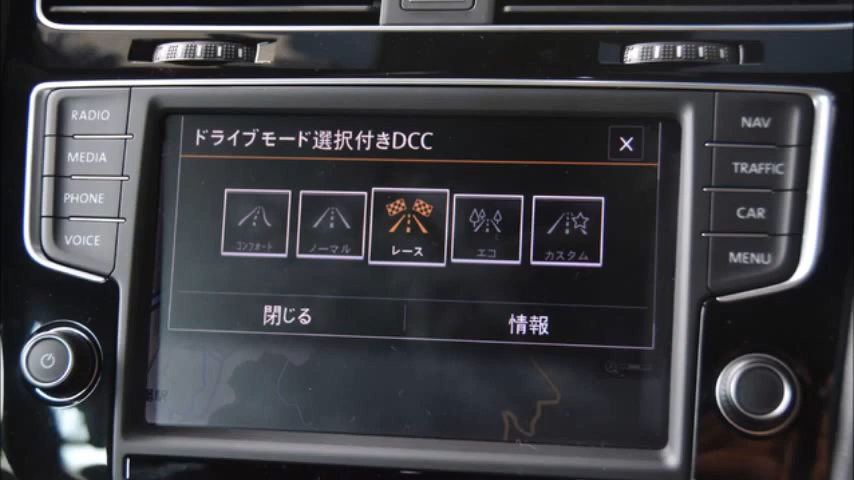 RADIO
MEDIA
PHONE
VOICE
ドライブモード選択付きDCC
コンフォート
ノーマル
レース
エコ
カスタム
閉じる
情報
NAV
TRAFFIC
CAR
MENU